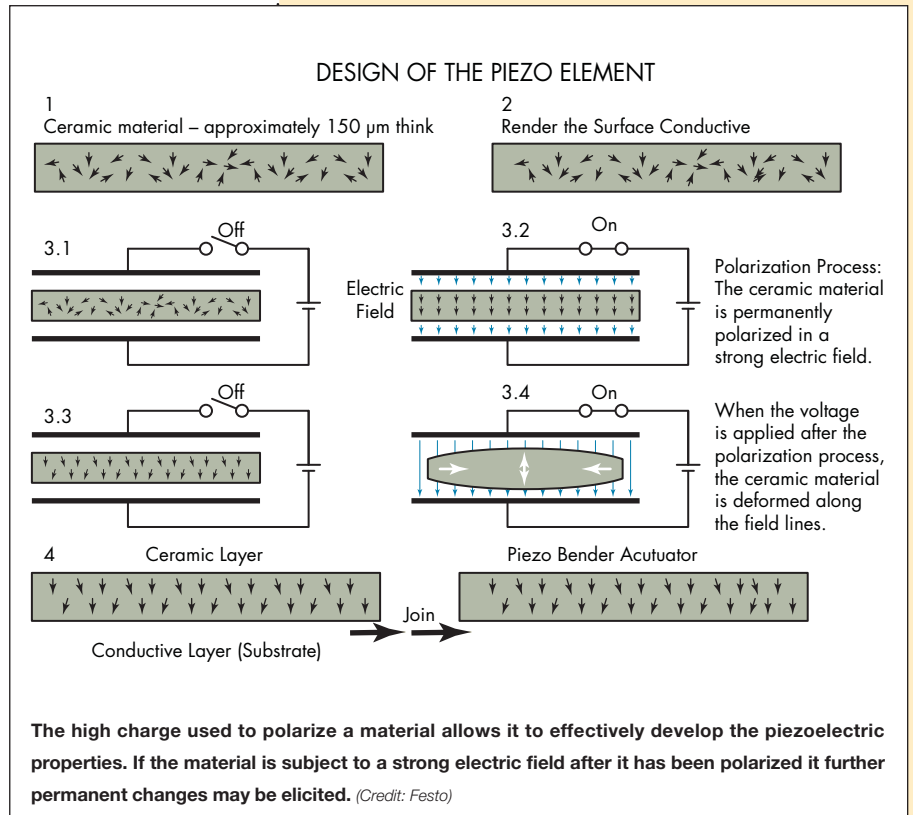 DESIGN OF THE PIEZO ELEMENT
1
Ceramic material – approximately 150 µm think
2
Render the Surface Conductive
3.1
Off
3.2
On
Electric
Field
Polarization Process:
The ceramic material
is permanently
polarized in a
strong electric field.
3.3
Off
3.4
On
When the voltage
is applied after the
polarization process,
the ceramic material
is deformed along
the field lines.
4
Ceramic Layer
Piezo Bender Acutuator
Join
Conductive Layer (Substrate)
The high charge used to polarize a material allows it to effectively develop the piezoelectric
properties. If the material is subject to a strong electric field after it has been polarized it further
permanent changes may be elicited. (Credit: Festo)